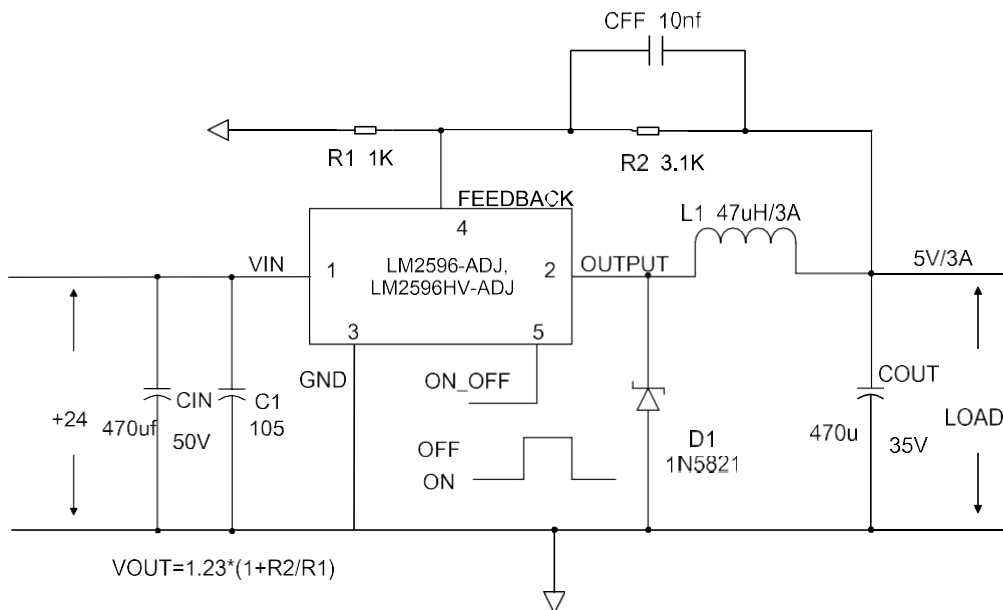 CFF 10nf
R1 1K
R2 3.1K
FEEDBACK
4
L1 47uH/3A
VIN
1
LM2596-ADJ,
LM2596HV-ADJ
2
OUTPUT
5V/3A
3
5
GND
ON_OFF
+24
470uf
CIN
50V
C1
105
OFF
ON
D1
1N5821
COUT
470u
35V
LOAD
VOUT=1.23*(1+R2/R1)